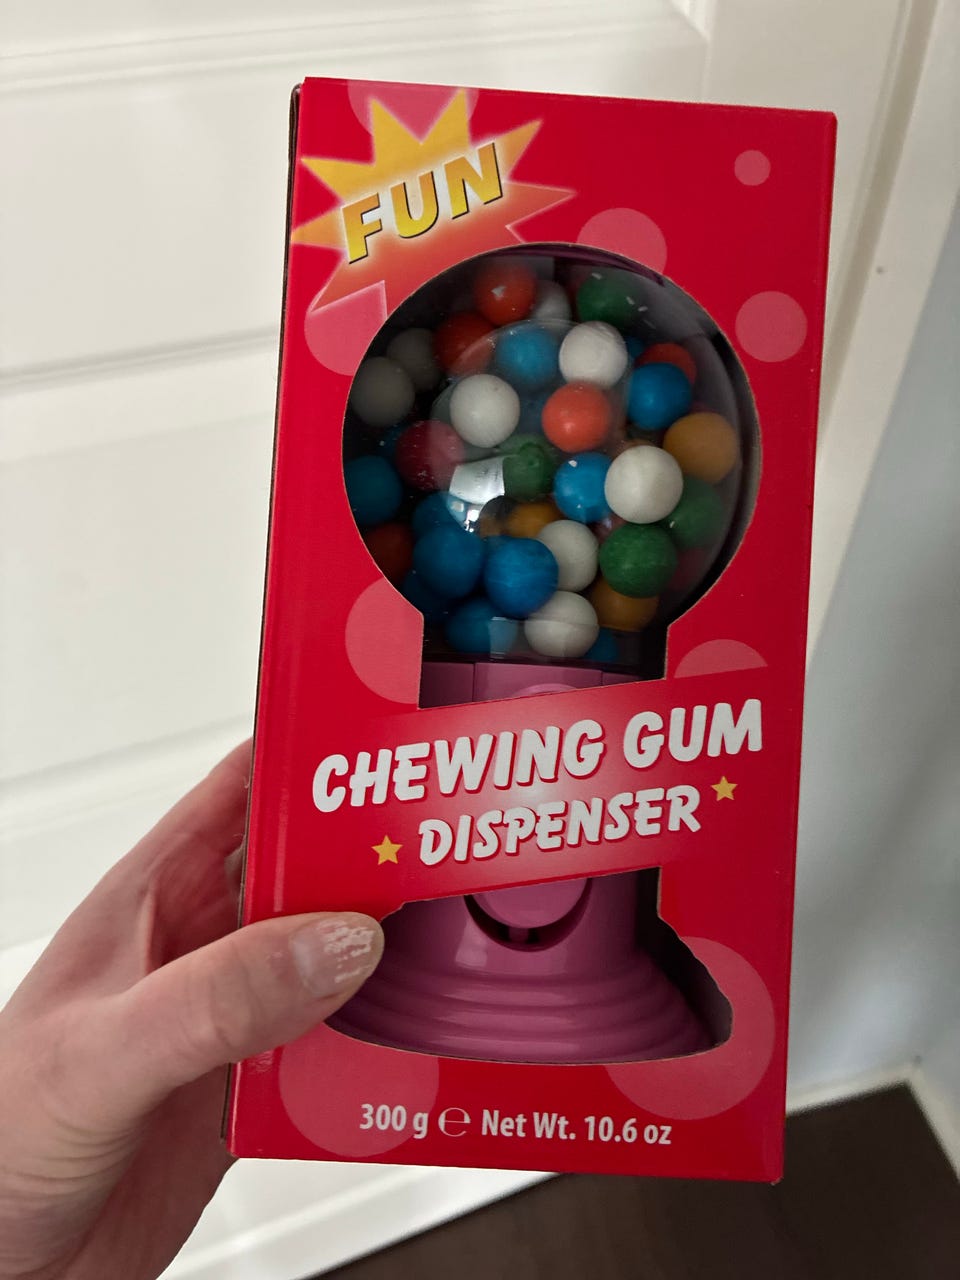 FUN
CHEWING GUM
DISPENSER
300 g ℮ Net Wt. 10.6 oz